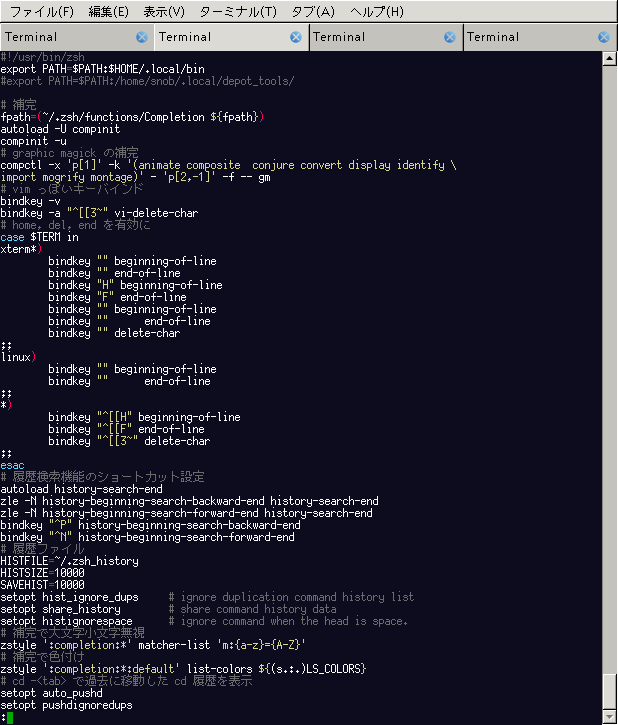 ファイル(F) 編集(E) 表示(V) ターミナル(T) タブ(A) ヘルプ(H)
Terminal Terminal Terminal Terminal
#!/usr/bin/zsh
export PATH=$PATH:$HOME/.local/bin
#export PATH=$PATH:/home/snob/.local/depot_tools/
# 補完
fpath=(~/.zsh/functions/Completion ${fpath})
autoload -U compinit
compinit -u
# graphic magick の補完
compctl -x 'p[1]' -k '(animate composite  conjure convert display identify \
import mogrify montage)' - 'p[2,-1]' -f -- gm
# vim っぽいキーバインド
bindkey -v
bindkey -a "^[[3~" vi-delete-char
# home, del, end を有効に
case $TERM in
xterm*)
        bindkey "" beginning-of-line
        bindkey "" end-of-line
        bindkey "H" beginning-of-line
        bindkey "F" end-of-line
        bindkey "" beginning-of-line
        bindkey ""      end-of-line
        bindkey "" delete-char
;;
linux)
        bindkey "" beginning-of-line
        bindkey ""      end-of-line
;;
*)
        bindkey "^[[H" beginning-of-line
        bindkey "^[[F" end-of-line
        bindkey "^[[3~" delete-char
;;
esac
# 履歴検索機能のショートカット設定
autoload history-search-end
zle -N history-beginning-search-backward-end history-search-end
zle -N history-beginning-search-forward-end history-search-end
bindkey "^P" history-beginning-search-backward-end
bindkey "^N" history-beginning-search-forward-end
# 履歴ファイル
HISTFILE=~/.zsh_history
HISTSIZE=10000
SAVEHIST=10000
setopt hist_ignore_dups     # ignore duplication command history list
setopt share_history        # share command history data
setopt histignorespace      # ignore command when the head is space.
# 補完で大文字小文字無視
zstyle ':completion:*' matcher-list 'm:{a-z}={A-Z}'
# 補完で色付け
zstyle ':completion:*:default' list-colors ${(s.:.)LS_COLORS}
# cd -<tab> で過去に移動した cd 履歴を表示
setopt auto_pushd
setopt pushdignoredups
: